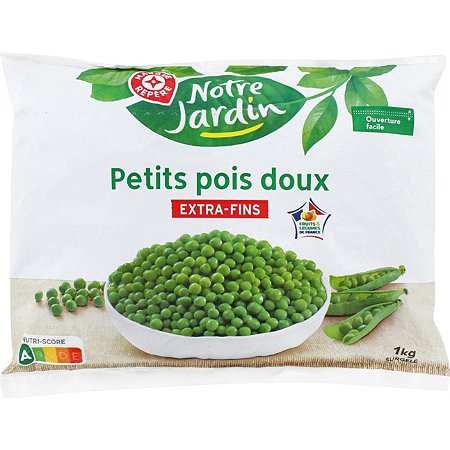 MARQUE
REPÈRE
Notre
Jardin
Ouverture
facile
Petits pois doux
EXTRA-FINS
FRUITS &
LÉGUMES
DE FRANCE
NUTRI-SCORE
A B C D E
1kg
SURGELÉ